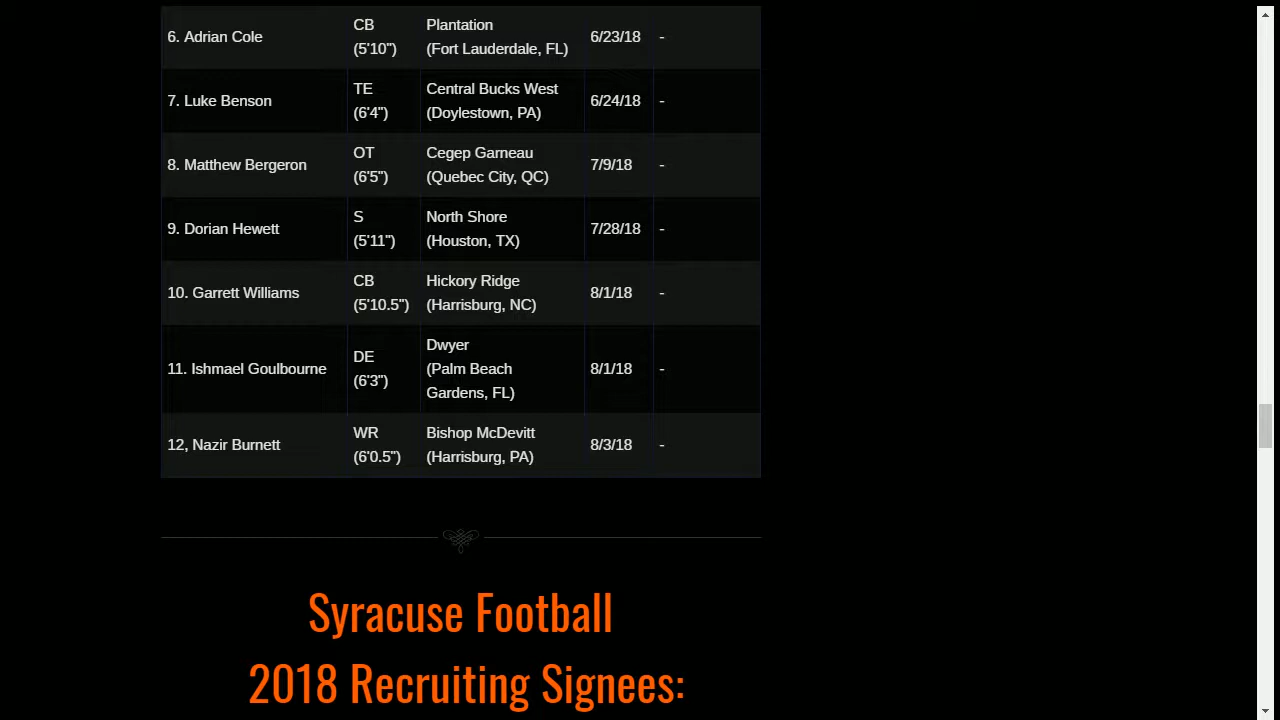 6. Adrian Cole
CB
(5'10")
Plantation
(Fort Lauderdale, FL)
6/23/18
-
7. Luke Benson
TE
(6'4")
Central Bucks West
(Doylestown, PA)
6/24/18
-
8. Matthew Bergeron
OT
(6'5")
Cegep Garneau
(Quebec City, QC)
7/9/18
-
9. Dorian Hewett
S
(5'11")
North Shore
(Houston, TX)
7/28/18
-
10. Garrett Williams
CB
(5'10.5")
Hickory Ridge
(Harrisburg, NC)
8/1/18
-
11. Ishmael Goulbourne
DE
(6'3")
Dwyer
(Palm Beach
Gardens, FL)
8/1/18
-
12, Nazir Burnett
WR
(6'0.5")
Bishop McDevitt
(Harrisburg, PA)
8/3/18
-
Syracuse Football
2018 Recruiting Signees: